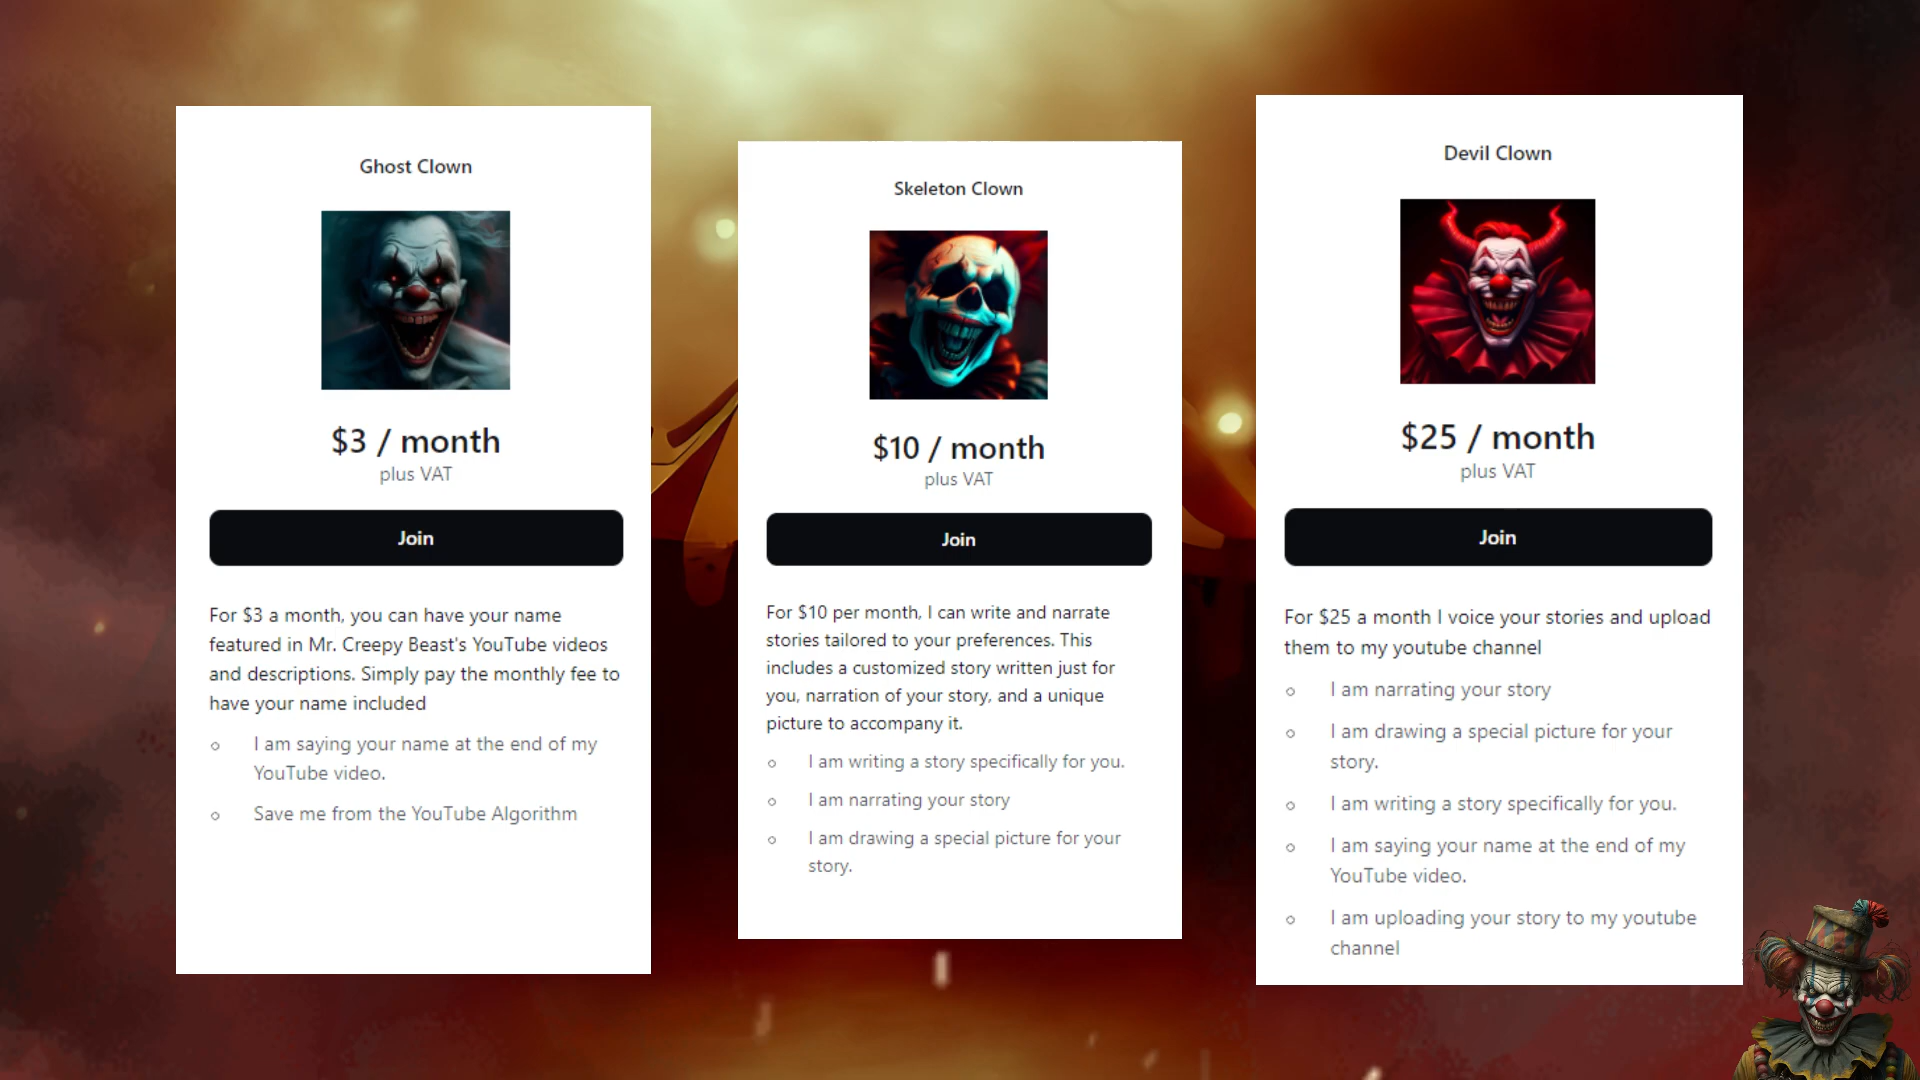 Ghost Clown
$3 / month
plus VAT
Join
For $3 a month, you can have your name
featured in Mr. Creepy Beast's YouTube videos
and descriptions. Simply pay the monthly fee to
have your name included
I am saying your name at the end of my
YouTube video.
Save me from the YouTube Algorithm
Skeleton Clown
$10 / month
plus VAT
Join
For $10 per month, I can write and narrate
stories tailored to your preferences. This
includes a customized story written just for
you, narration of your story, and a unique
picture to accompany it.
I am writing a story specifically for you.
I am narrating your story
I am drawing a special picture for your
story.
Devil Clown
$25 / month
plus VAT
Join
For $25 a month I voice your stories and upload
them to my youtube channel
I am narrating your story
I am drawing a special picture for your
story.
I am writing a story specifically for you.
I am saying your name at the end of my
YouTube video.
I am uploading your story to my youtube
channel